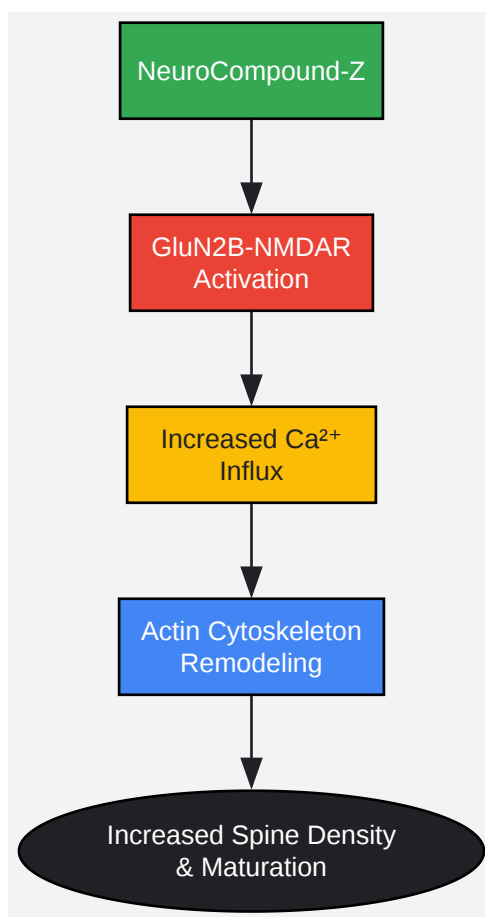 NeuroCompound-Z
GluN2B-NMDAR
Activation
Increased Ca²⁺
Influx
Actin Cytoskeleton
Remodeling
Increased Spine Density
& Maturation